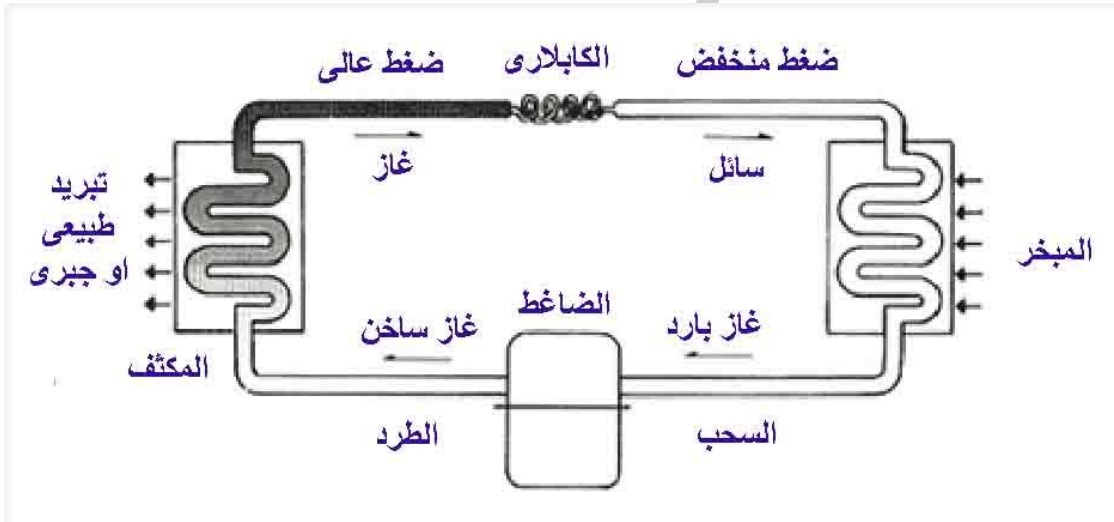 ضغط عالى
الكابلارى
ضغط منخفض
غاز
سائل
تبريد
طبيعى
او جبرى
المبخر
الضاغط
غاز ساخن
غاز بارد
المكثف
الطرد
السحب